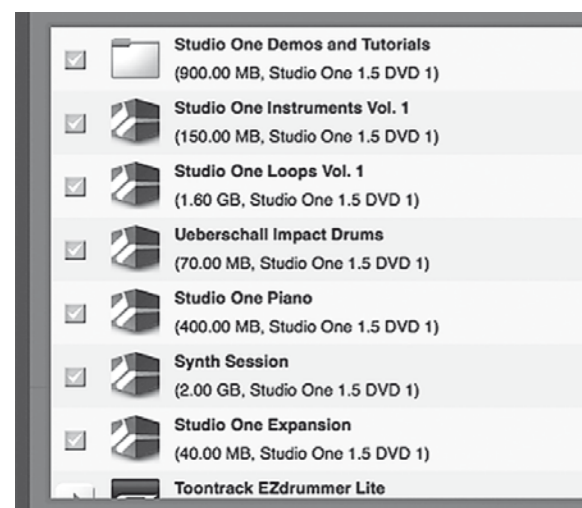 Studio One Demos and Tutorials
(900.00 MB, Studio One 1.5 DVD 1)
Studio One Instruments Vol. 1
(150.00 MB, Studio One 1.5 DVD 1)
Studio One Loops Vol. 1
(1.60 GB, Studio One 1.5 DVD 1)
Ueberschall Impact Drums
(70.00 MB, Studio One 1.5 DVD 1)
Studio One Piano
(400.00 MB, Studio One 1.5 DVD 1)
Synth Session
(2.00 GB, Studio One 1.5 DVD 1)
Studio One Expansion
(40.00 MB, Studio One 1.5 DVD 1)
Toontrack EZdrummer Lite